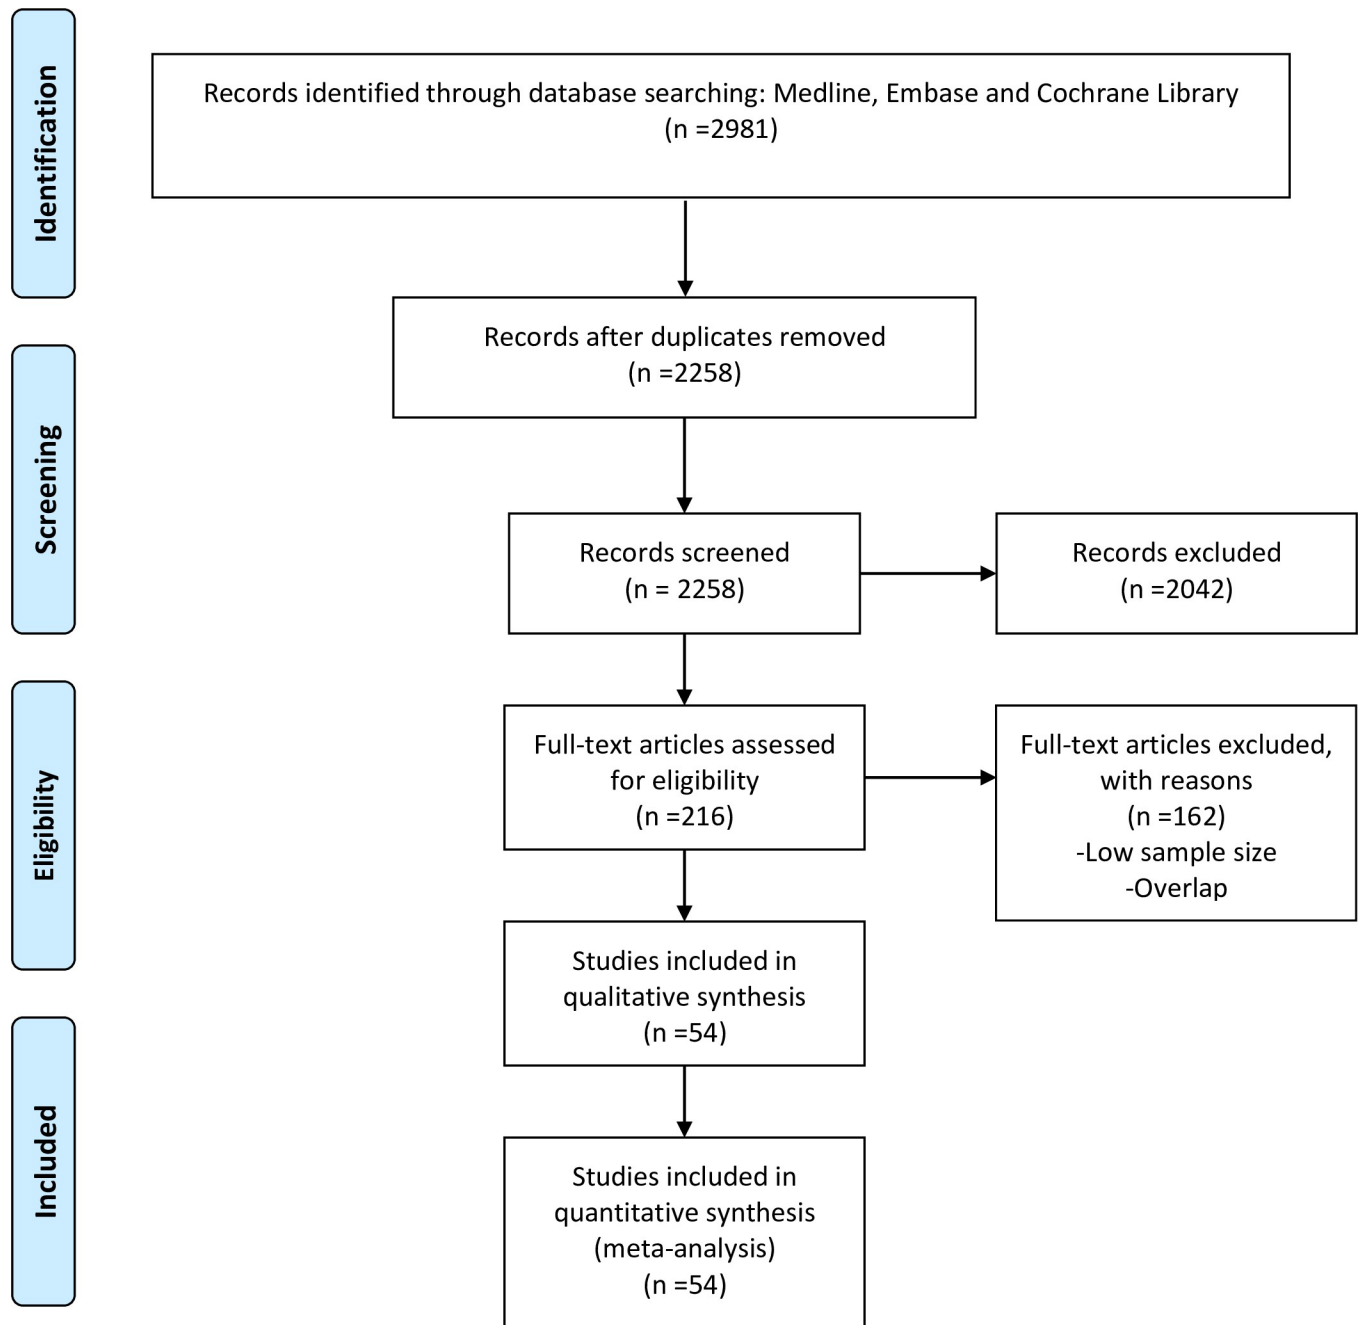 Identification
Records identified through database searching: Medline, Embase and Cochrane Library
(n =2981)
Records after duplicates removed
(n =2258)
Screening
Records screened
(n = 2258)
Records excluded
(n =2042)
Eligibility
Full-text articles assessed
for eligibility
(n =216)
Full-text articles excluded,
with reasons
(n =162)
-Low sample size
-Overlap
Studies included in
qualitative synthesis
(n =54)
Included
Studies included in
quantitative synthesis
(meta-analysis)
(n =54)